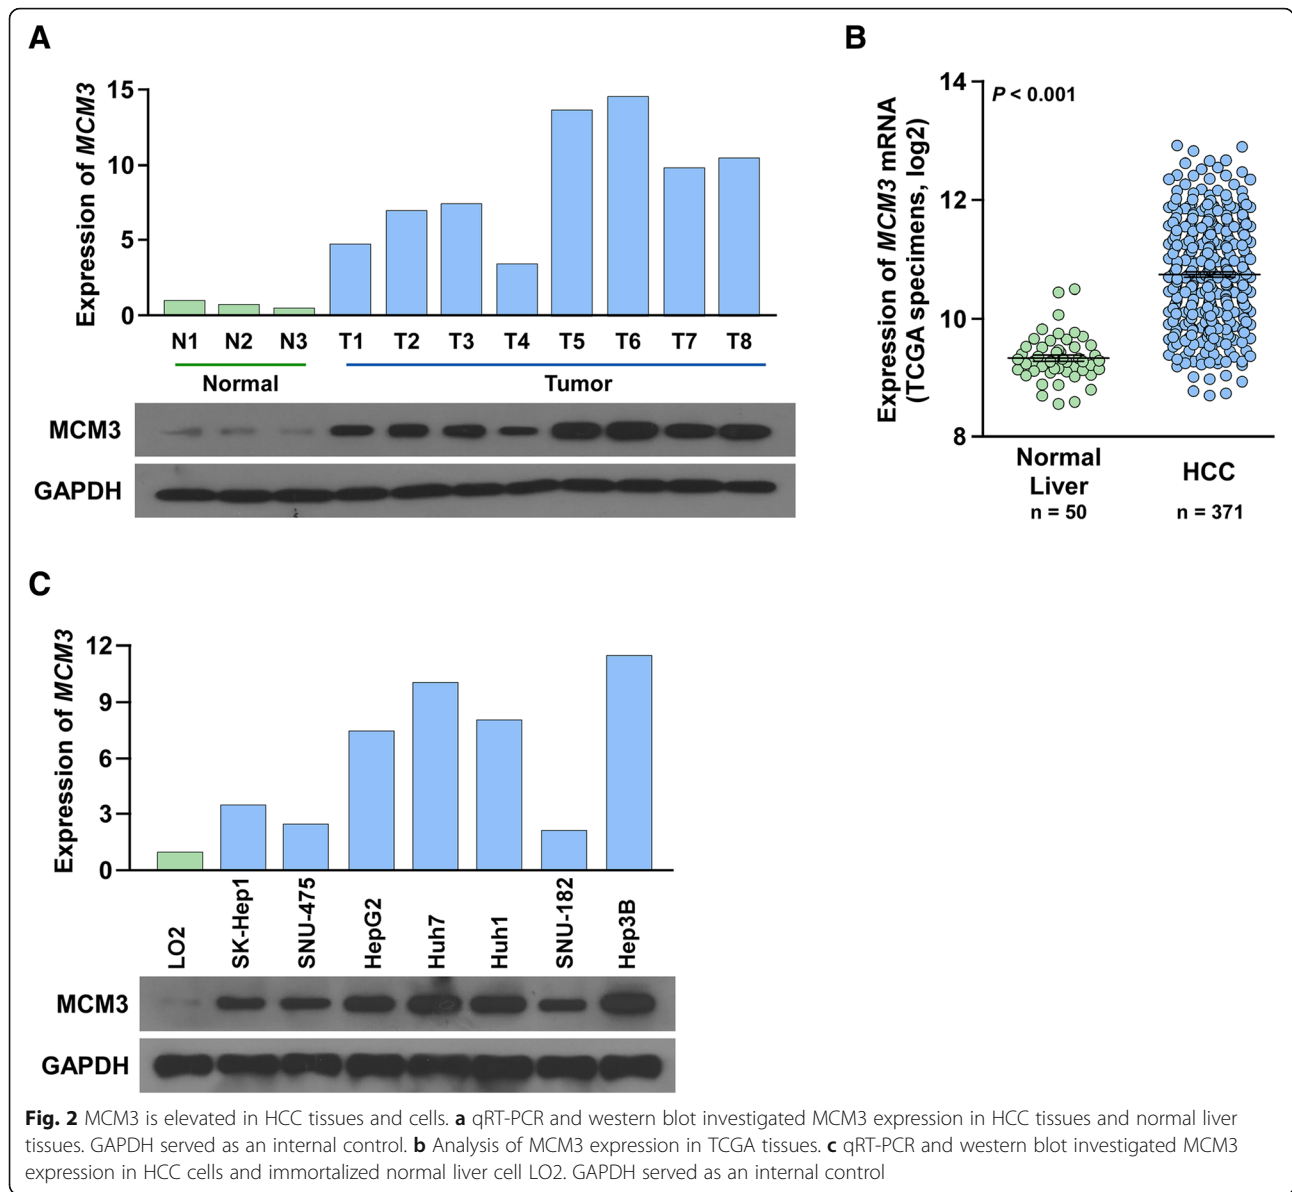 A
Expression of MCM3
15
10
5
0
N1 N2 N3 T1 T2 T3 T4 T5 T6 T7 T8
Normal Tumor
MCM3
GAPDH
B
Expression of MCM3 mRNA
(TCGA specimens, log2)
P < 0.001
14
12
10
8
Normal
Liver
n = 50
HCC
n = 371
C
Expression of MCM3
12
9
6
3
0
LO2 SK-Hep1 SNU-475 HepG2 Huh7 Huh1 SNU-182 Hep3B
MCM3
GAPDH
Fig. 2 MCM3 is elevated in HCC tissues and cells. a qRT-PCR and western blot investigated MCM3 expression in HCC tissues and normal liver
tissues. GAPDH served as an internal control. b Analysis of MCM3 expression in TCGA tissues. c qRT-PCR and western blot investigated MCM3
expression in HCC cells and immortalized normal liver cell LO2. GAPDH served as an internal control